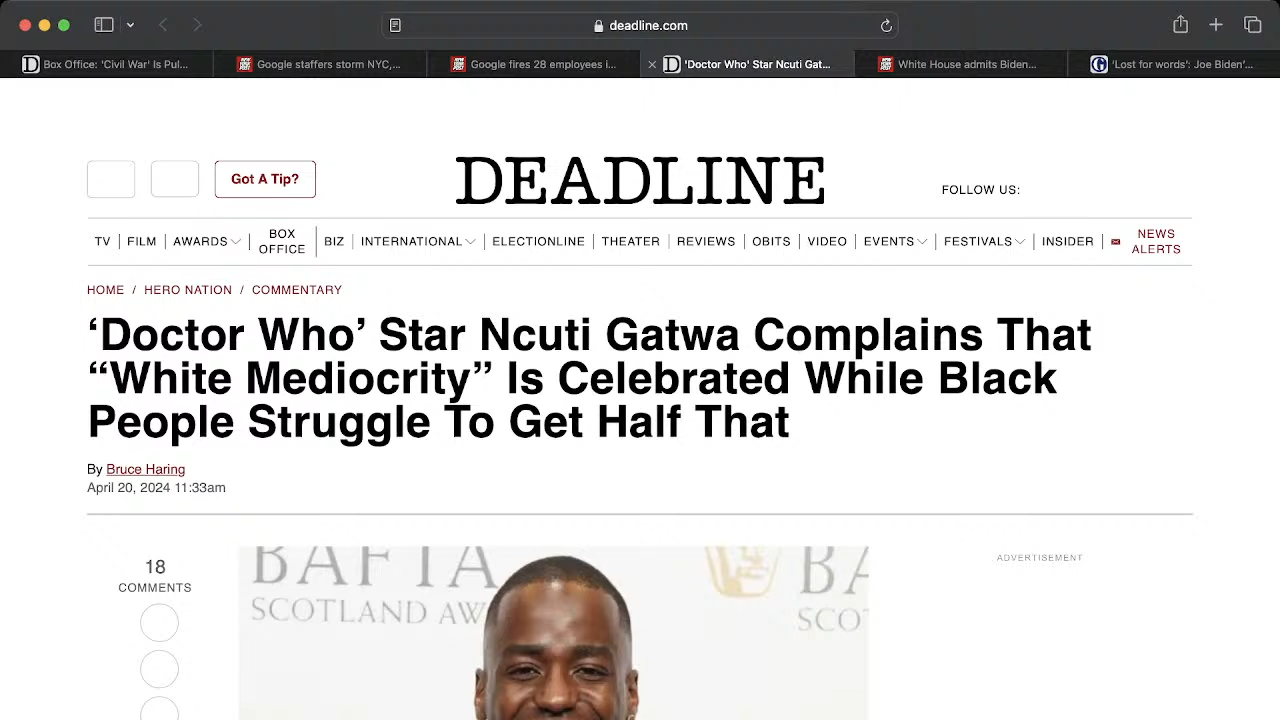 deadline.com
Box Office: 'Civil War' Is Pul...
Google staffers storm NYC,...
Google fires 28 employees i...
'Doctor Who' Star Ncuti Gat...
White House admits Biden...
'Lost for words': Joe Biden'...
Got A Tip?
DEADLINE
FOLLOW US:
TV | FILM | AWARDS | BOX OFFICE | BIZ | INTERNATIONAL | ELECTIONLINE | THEATER | REVIEWS | OBITS | VIDEO | EVENTS | FESTIVALS | INSIDER | NEWS ALERTS
HOME / HERO NATION / COMMENTARY
‘Doctor Who’ Star Ncuti Gatwa Complains That
“White Mediocrity” Is Celebrated While Black
People Struggle To Get Half That
By Bruce Haring
April 20, 2024 11:33am
18
COMMENTS
ADVERTISEMENT
BAFTA
SCOTLAND AW
BA
SCO